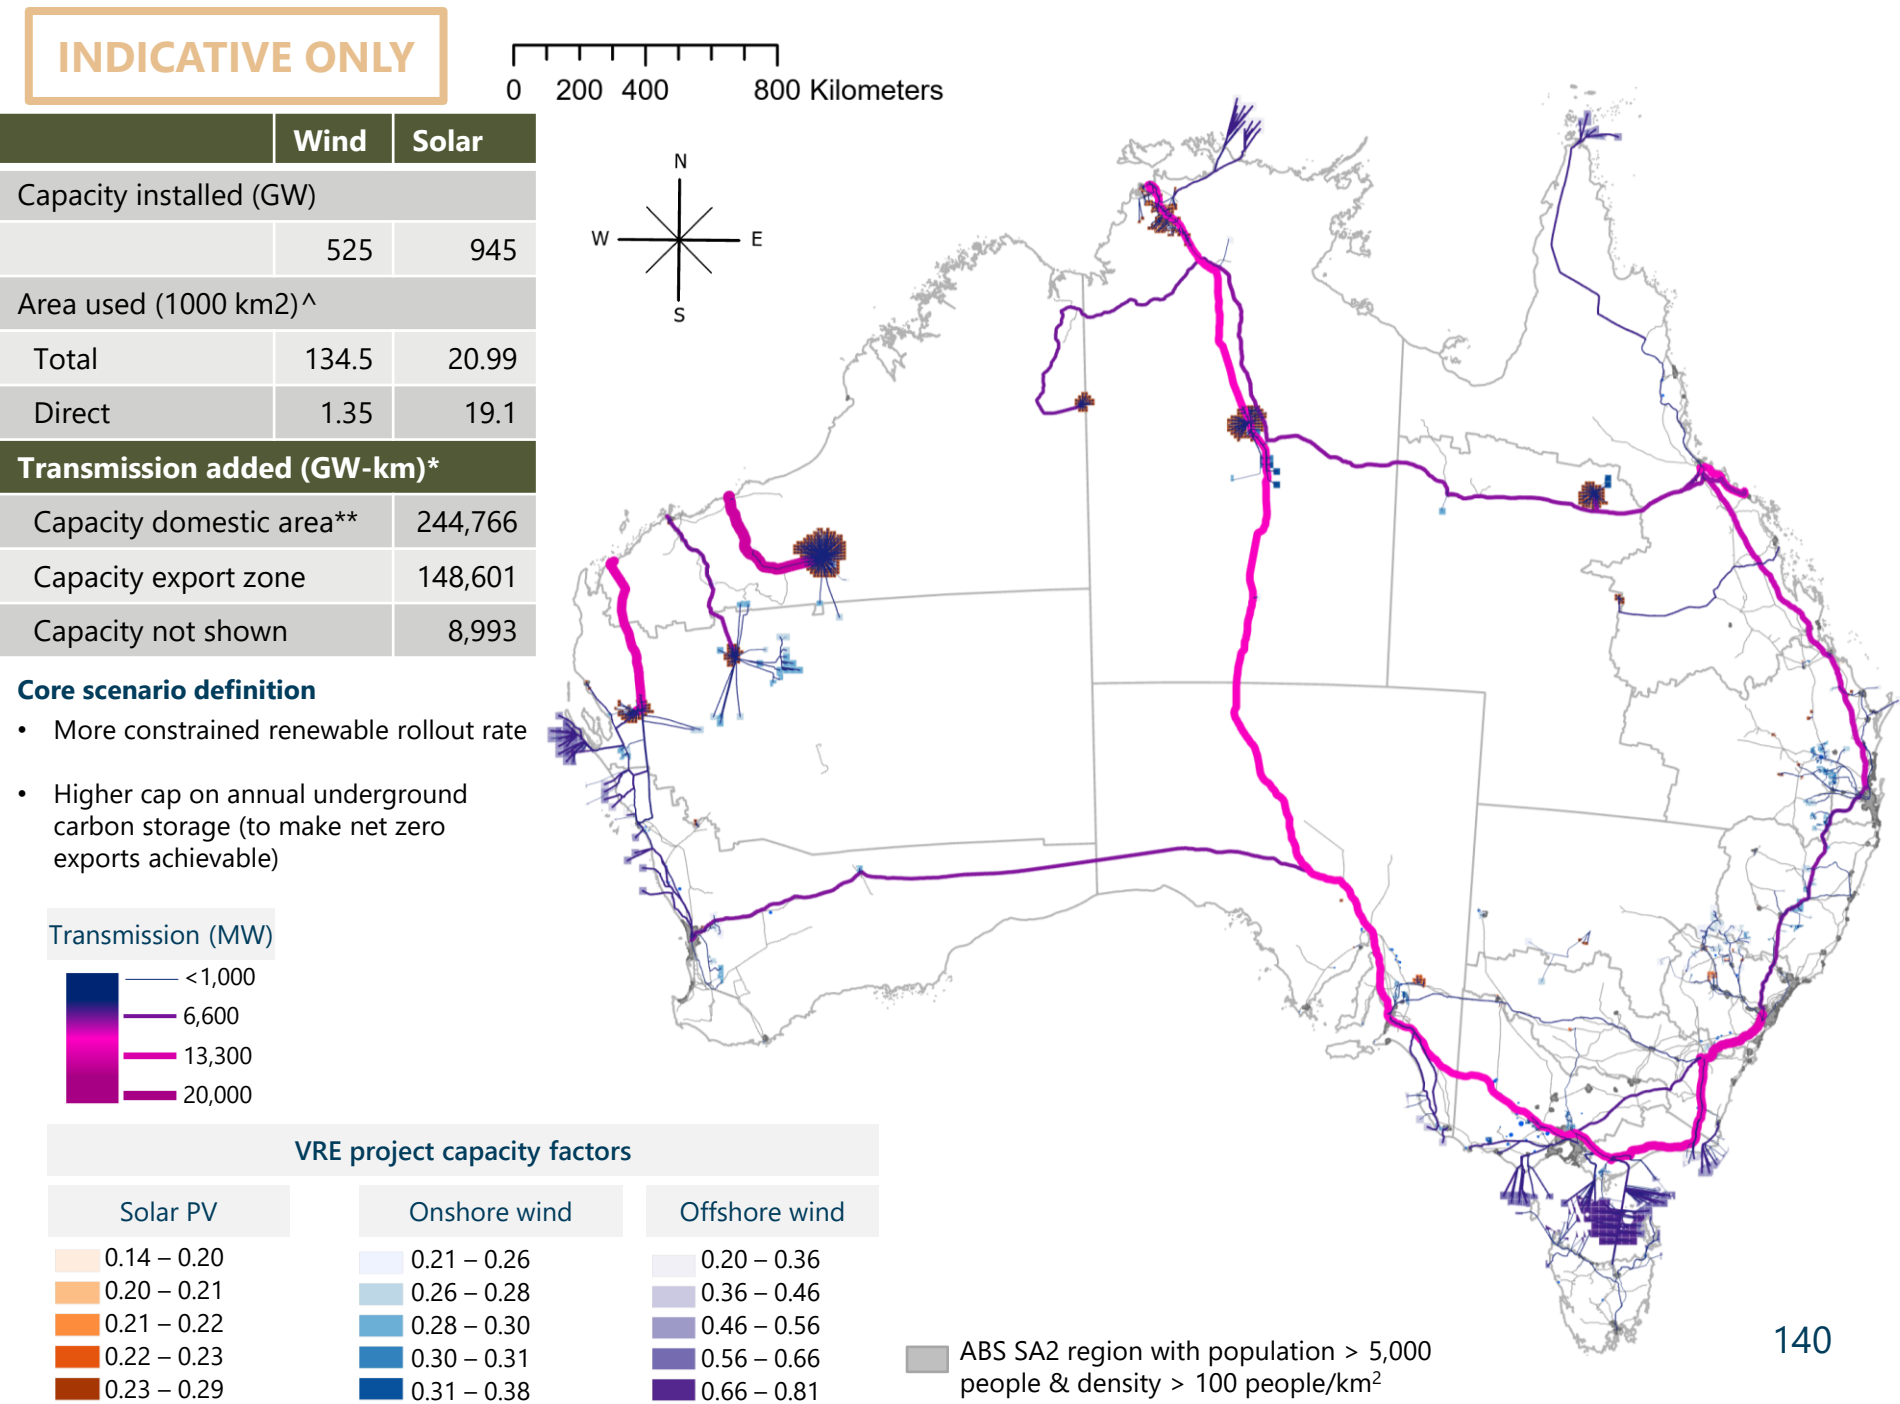 INDICATIVE ONLY
0 200 400 800 Kilometers
N
W E
S
Wind Solar
Capacity installed (GW)
525 945
Area used (1000 km2)^
Total 134.5 20.99
Direct 1.35 19.1
Transmission added (GW-km)*
Capacity domestic area** 244,766
Capacity export zone 148,601
Capacity not shown 8,993
Core scenario definition
• More constrained renewable rollout rate
• Higher cap on annual underground
carbon storage (to make net zero
exports achievable)
Transmission (MW)
<1,000
6,600
13,300
20,000
VRE project capacity factors
Solar PV
0.14 – 0.20
0.20 – 0.21
0.21 – 0.22
0.22 – 0.23
0.23 – 0.29
Onshore wind
0.21 – 0.26
0.26 – 0.28
0.28 – 0.30
0.30 – 0.31
0.31 – 0.38
Offshore wind
0.20 – 0.36
0.36 – 0.46
0.46 – 0.56
0.56 – 0.66
0.66 – 0.81
ABS SA2 region with population > 5,000
people & density > 100 people/km²
140